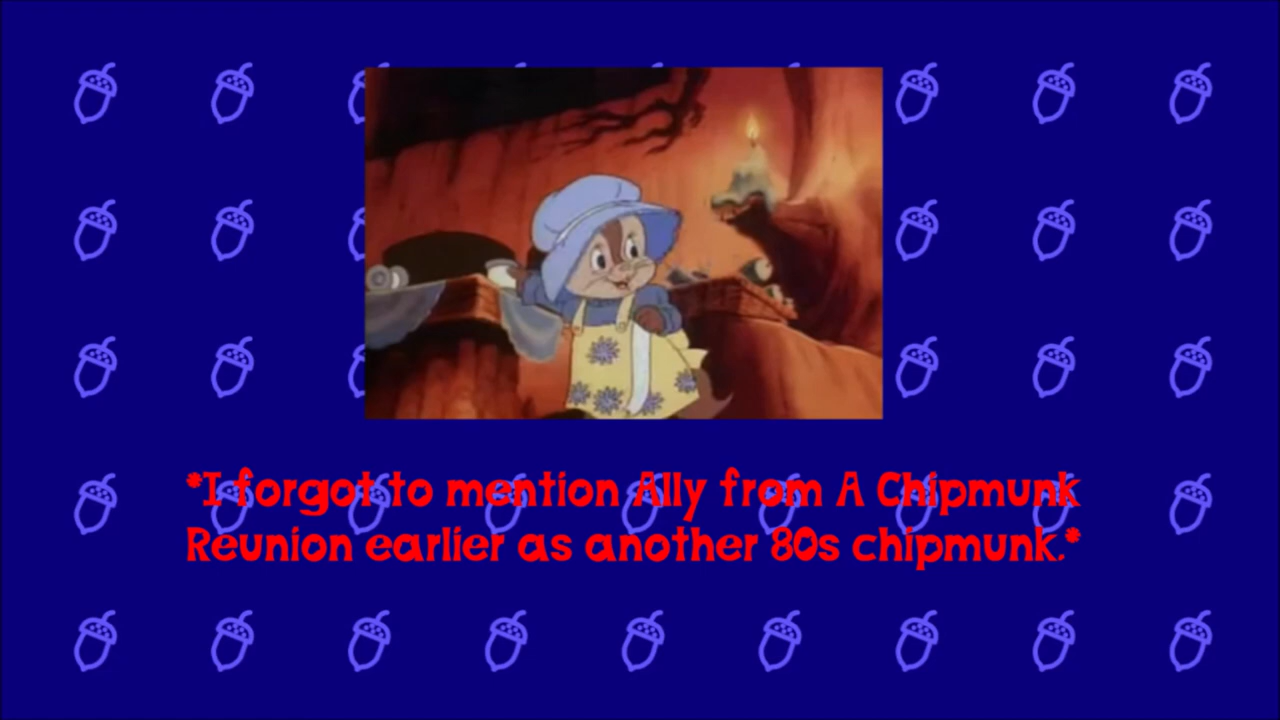 *I forgot to mention Ally from A Chipmunk
Reunion earlier as another 80s chipmunk.*